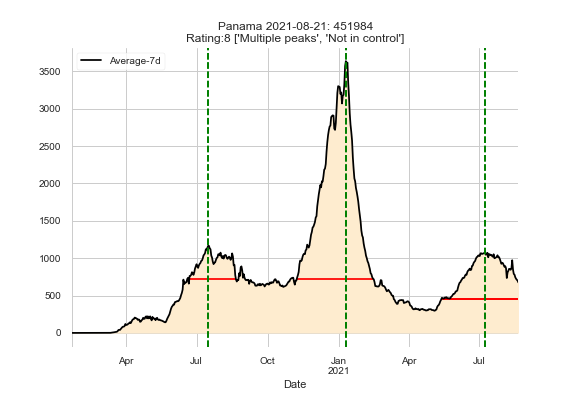 Panama 2021-08-21: 451984
Rating:8 ['Multiple peaks', 'Not in control']
Average-7d
3500
3000
2500
2000
1500
1000
500
0
Apr
Jul
Oct
Jan
2021
Apr
Jul
Date